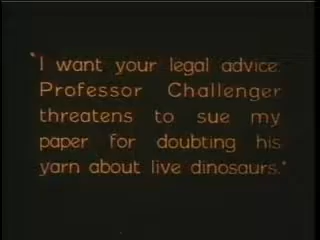 "I want your legal advice.
Professor Challenger
threatens to sue my
paper for doubting his
yarn about live dinosaurs."